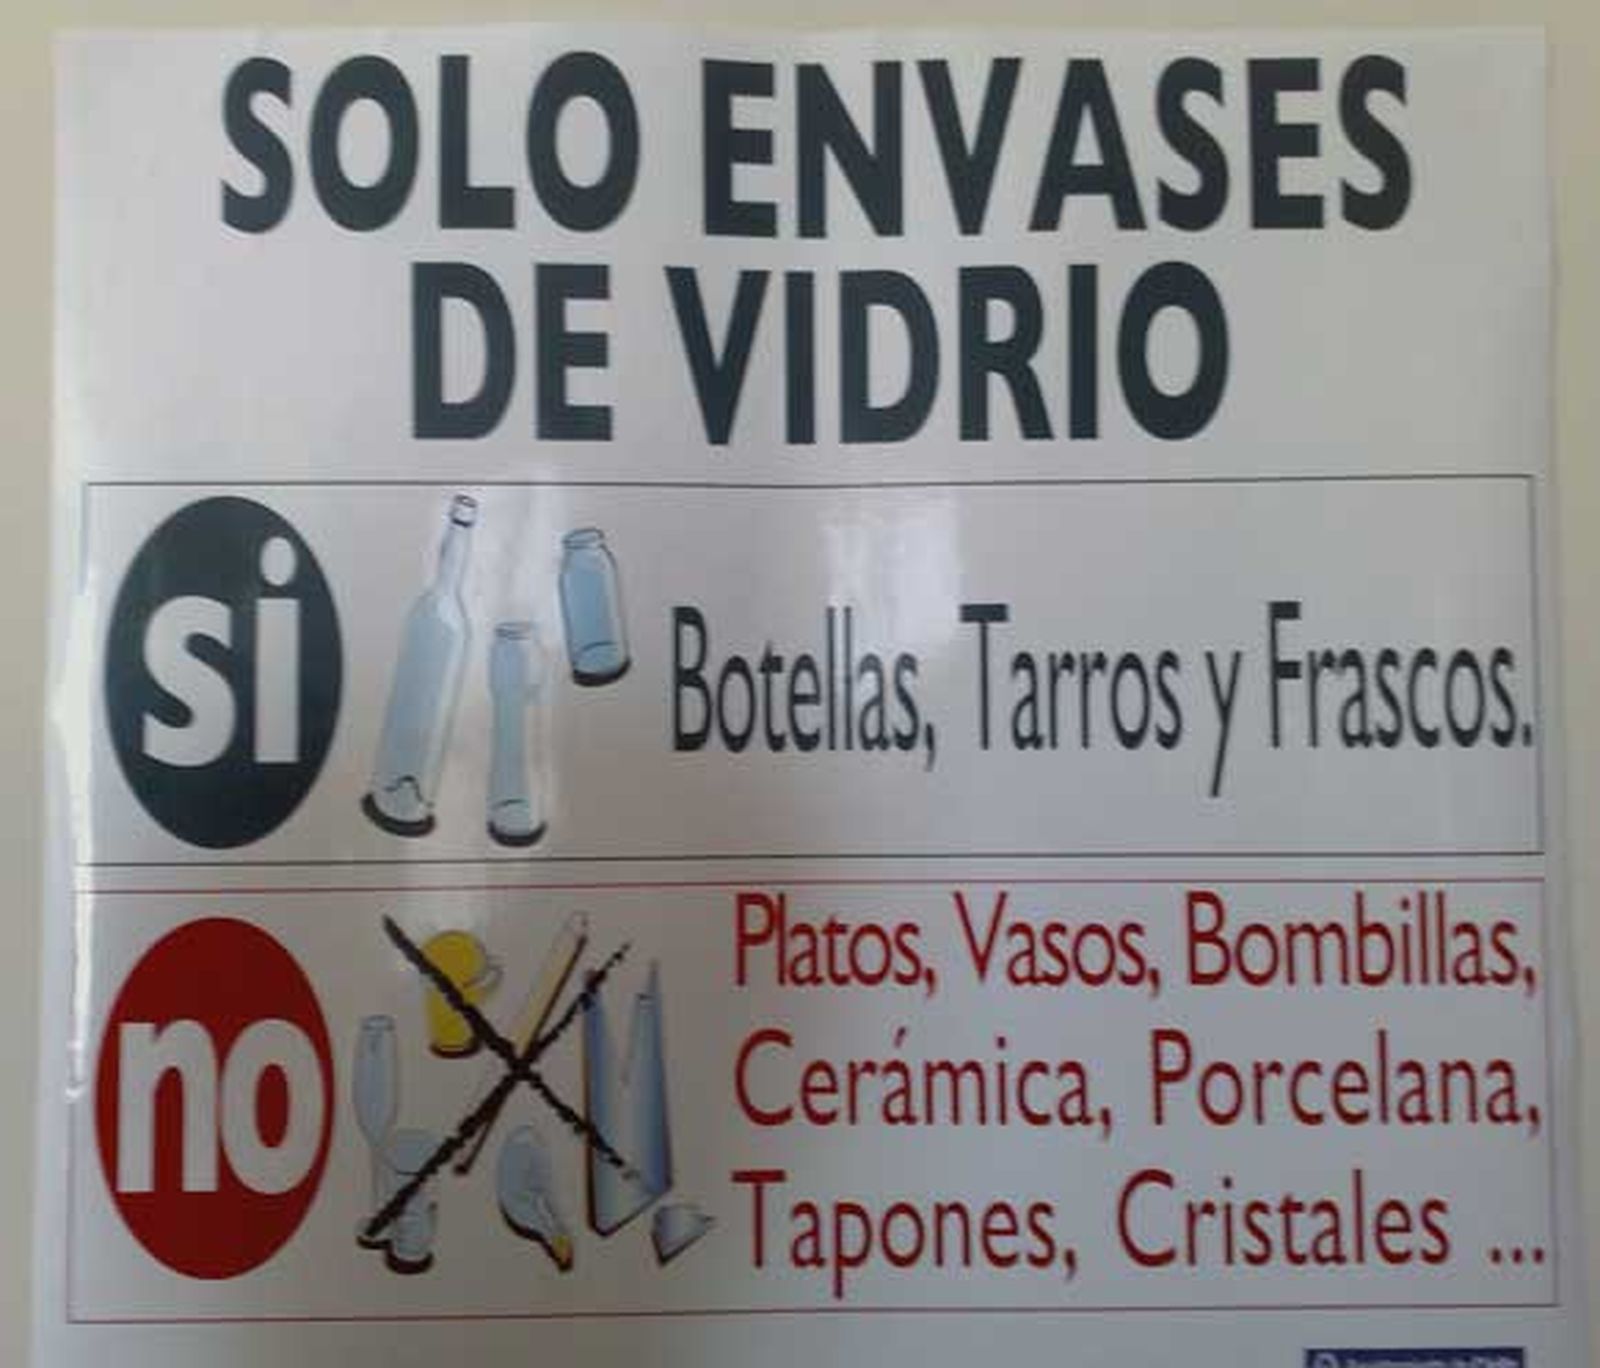 SOLO ENVASES
DE VIDRIO
si
Botellas, Tarros y Frascos.
no
Platos, Vasos, Bombillas,
Cerámica, Porcelana,
Tapones, Cristales ...